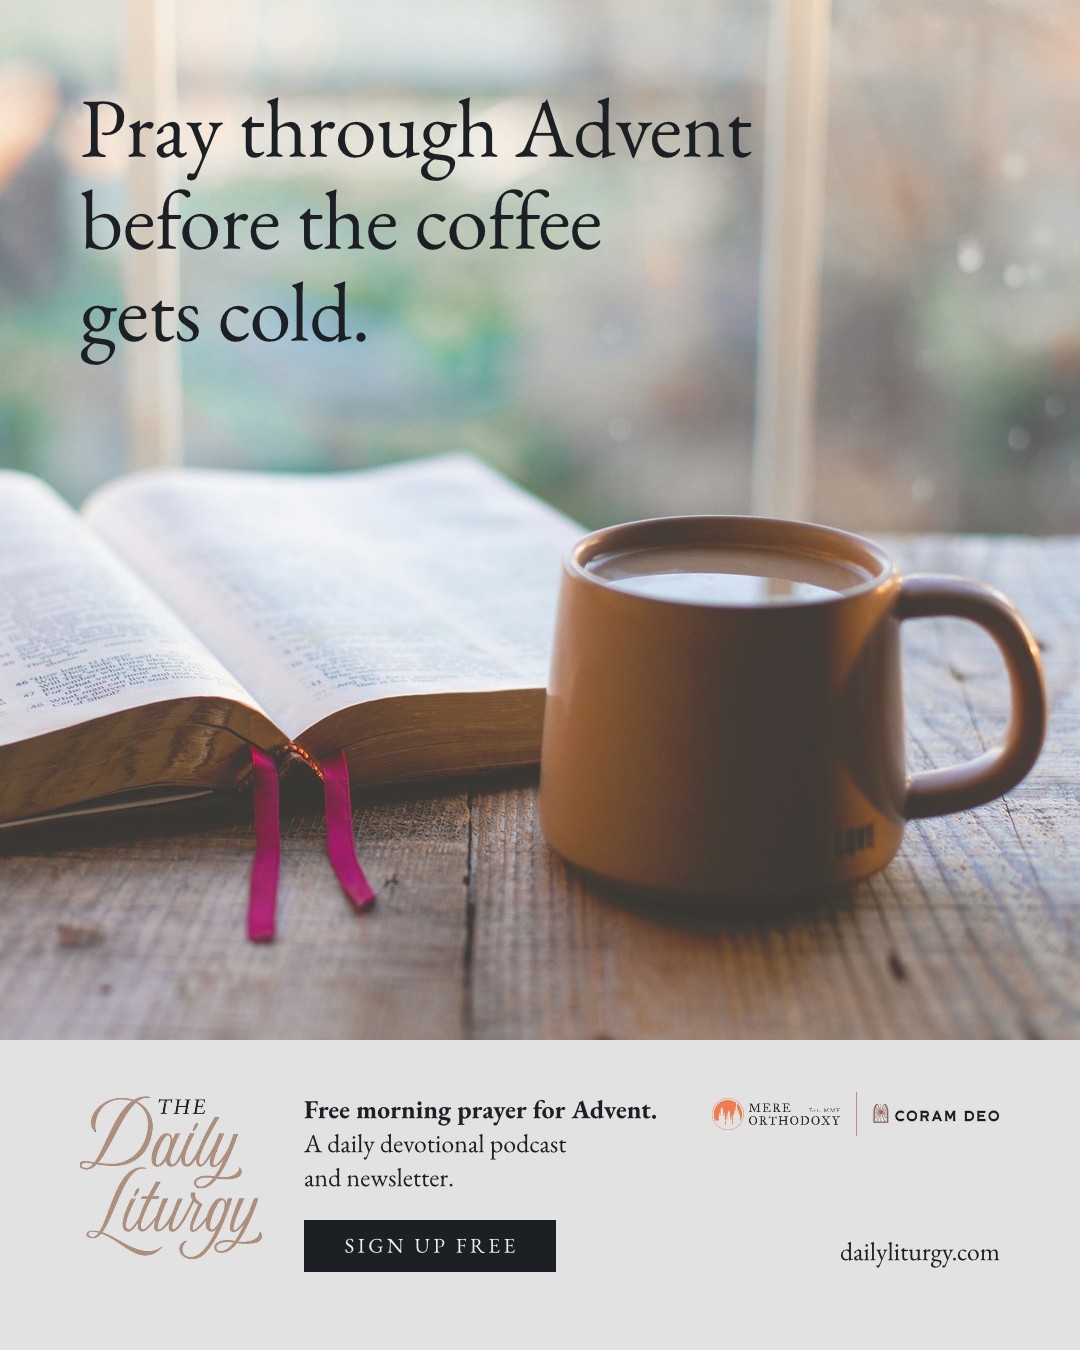 Pray through Advent
before the coffee
gets cold.
LOVE
THE
Daily
Liturgy
Free morning prayer for Advent.
A daily devotional podcast
and newsletter.
SIGN UP FREE
MERE
ORTHODOXY
CORAM DEO
dailyliturgy.com